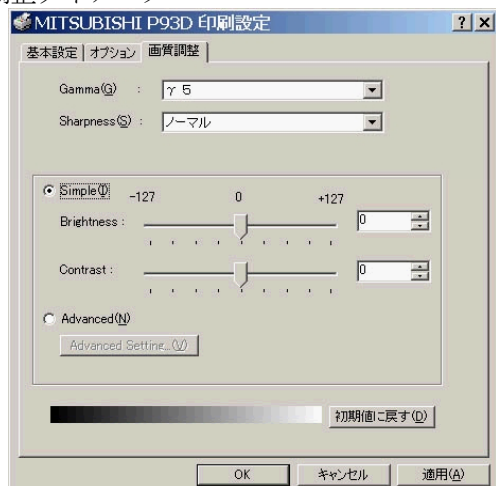 MITSUBISHI P93D 印刷設定
? X
基本設定 オプション 画質調整
Gamma(G) : γ 5
Sharpness(S) : ノーマル
Simple(I) -127 0 +127
Brightness : 0
Contrast : 0
Advanced(N)
Advanced Setting...(V)
初期値に戻す(D)
OK キャンセル 適用(A)